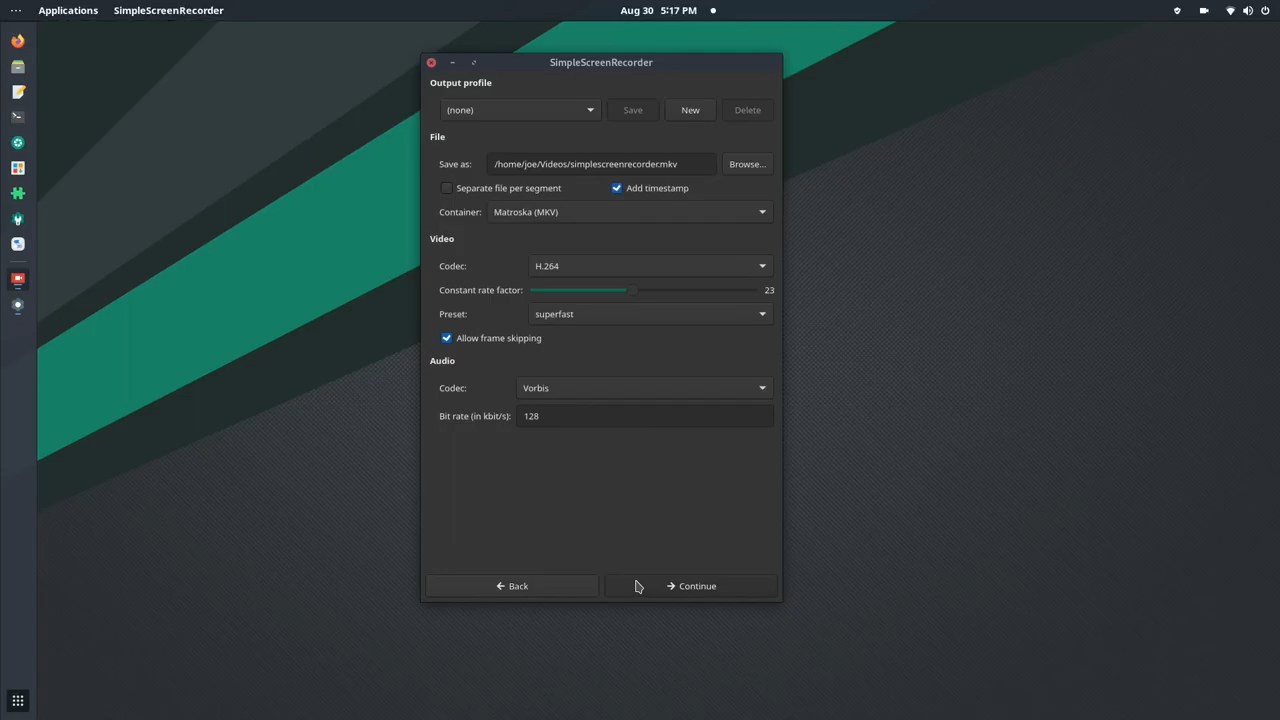 Applications SimpleScreenRecorder Aug 30 5:17 PM
SimpleScreenRecorder
Output profile
(none) Save New Delete
File
Save as: /home/joe/Videos/simplescreenrecorder.mkv Browse...
Separate file per segment Add timestamp
Container: Matroska (MKV)
Video
Codec: H.264
Constant rate factor: 23
Preset: superfast
Allow frame skipping
Audio
Codec: Vorbis
Bit rate (in kbit/s): 128
Back Continue